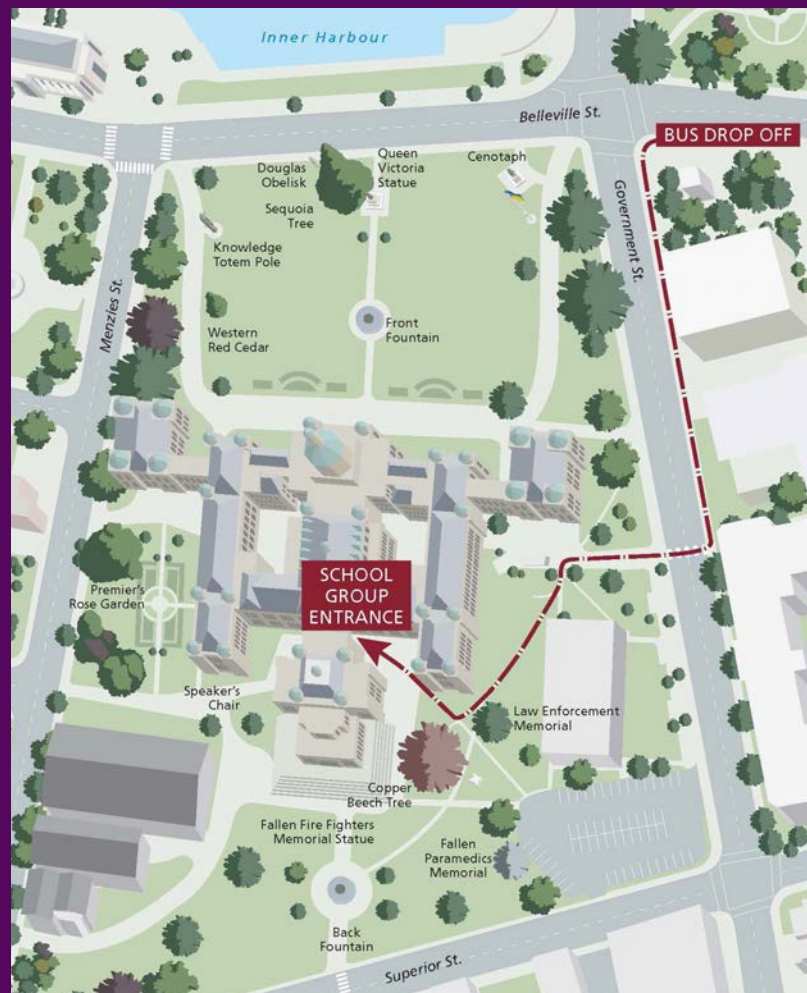 Inner Harbour
Belleville St.
BUS DROP OFF
Douglas
Obelisk
Queen
Victoria
Statue
Cenotaph
Sequoia
Tree
Government St.
Knowledge
Totem Pole
Menzies St.
Western
Red Cedar
Front
Fountain
SCHOOL
GROUP
ENTRANCE
Premier's
Rose Garden
Speaker's
Chair
Law Enforcement
Memorial
Copper
Beech Tree
Fallen Fire Fighters
Memorial Statue
Fallen
Paramedics
Memorial
Back
Fountain
Superior St.